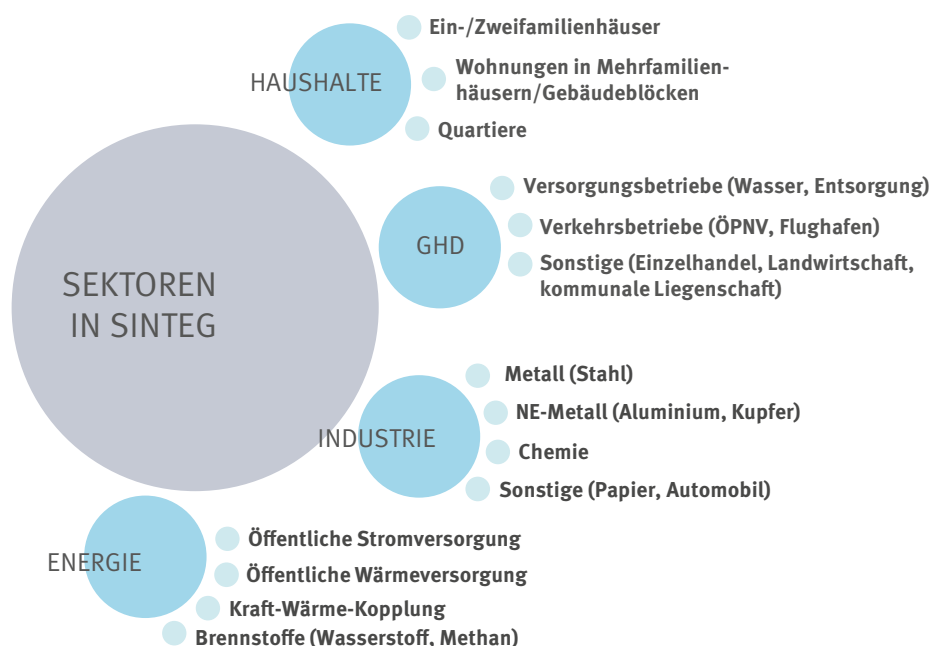 Ein-/Zweifamilienhäuser
HAUSHALTE
Wohnungen in Mehrfamilien-
häusern/Gebäudeblöcken
Quartiere
Versorgungsbetriebe (Wasser, Entsorgung)
GHD
Verkehrsbetriebe (ÖPNV, Flughafen)
Sonstige (Einzelhandel, Landwirtschaft,
kommunale Liegenschaft)
SEKTOREN
IN SINTEG
Metall (Stahl)
INDUSTRIE
NE-Metall (Aluminium, Kupfer)
Chemie
Sonstige (Papier, Automobil)
ENERGIE
Öffentliche Stromversorgung
Öffentliche Wärmeversorgung
Kraft-Wärme-Kopplung
Brennstoffe (Wasserstoff, Methan)